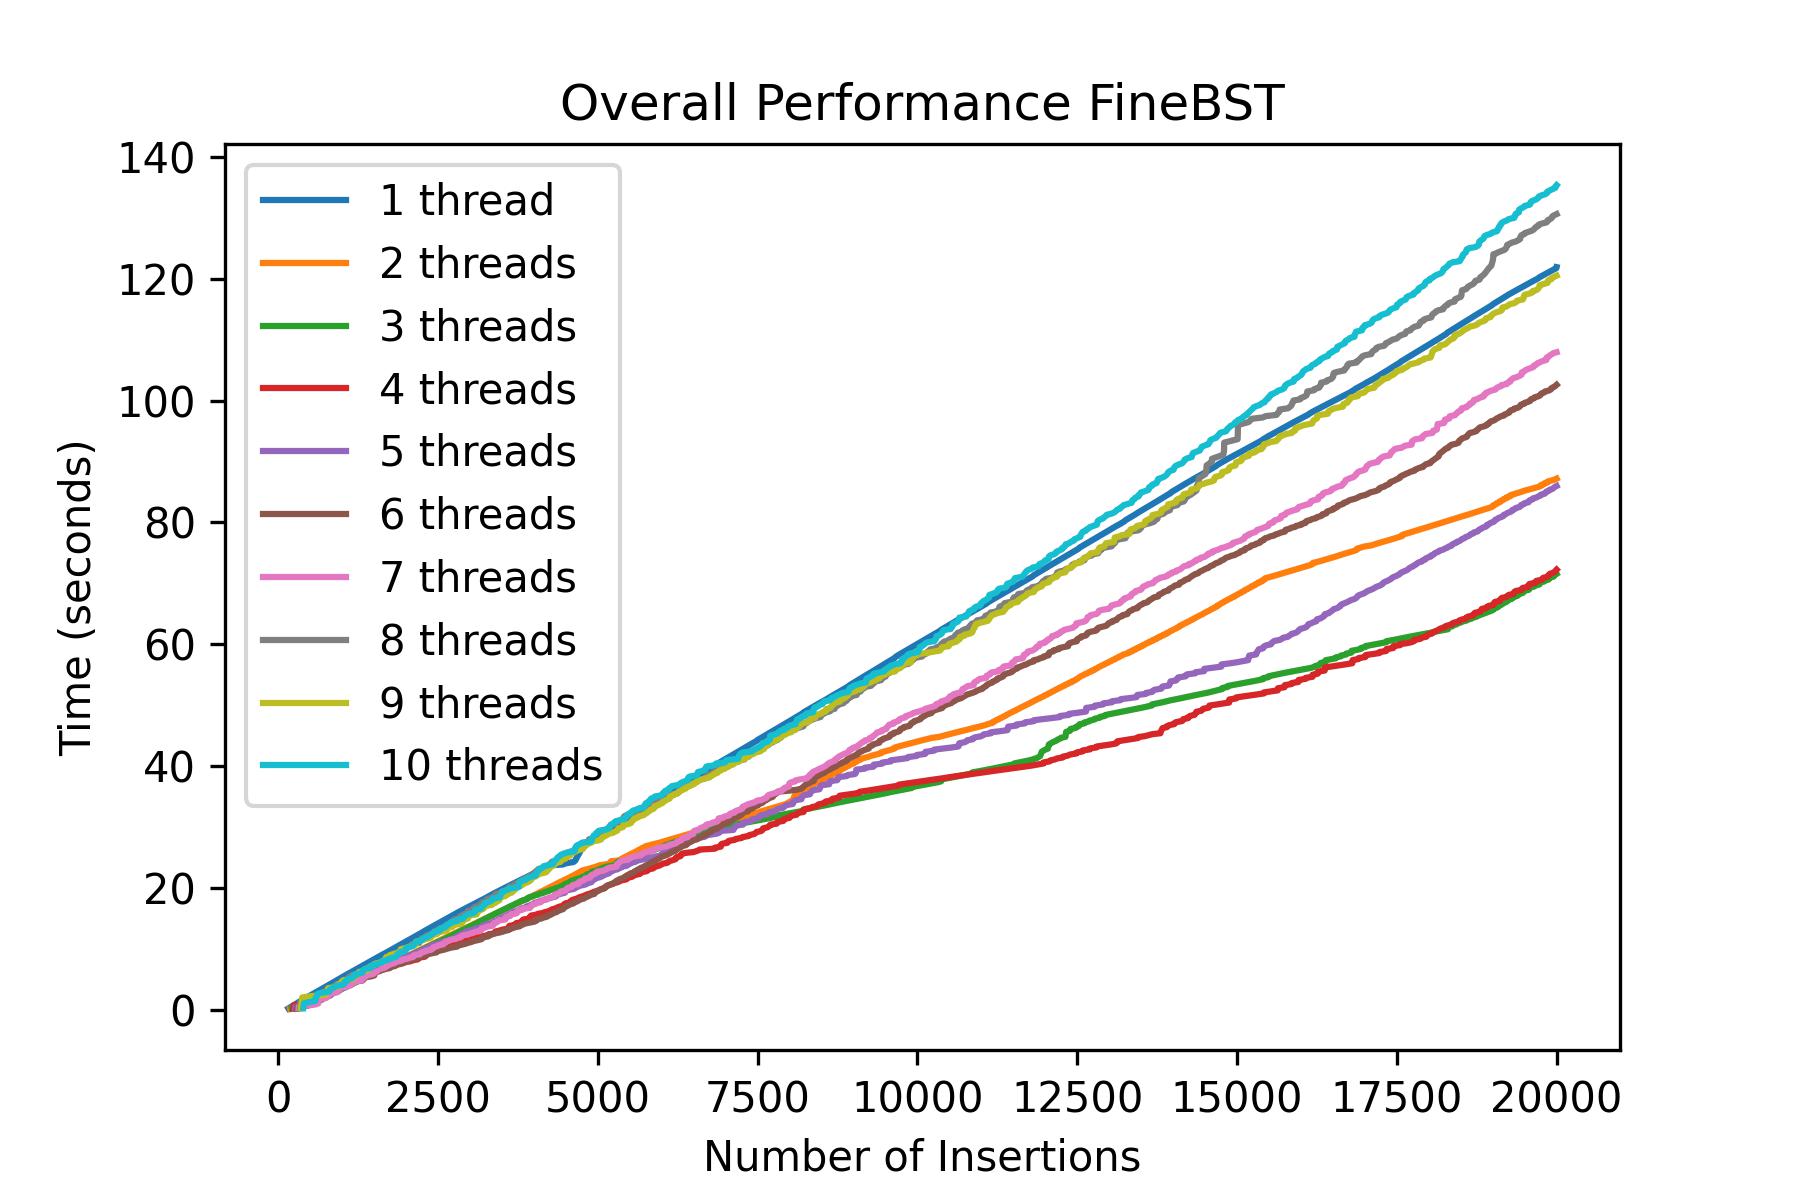 Overall Performance FineBST
140
120
100
80
60
40
20
0
Time (seconds)
1 thread
2 threads
3 threads
4 threads
5 threads
6 threads
7 threads
8 threads
9 threads
10 threads
0 2500 5000 7500 10000 12500 15000 17500 20000
Number of Insertions